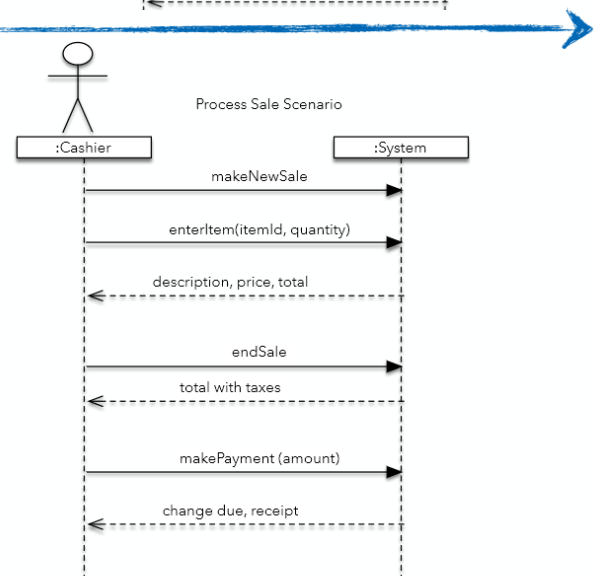 Process Sale Scenario
:Cashier
:System
makeNewSale
enterItem(itemId, quantity)
description, price, total
endSale
total with taxes
makePayment (amount)
change due, receipt